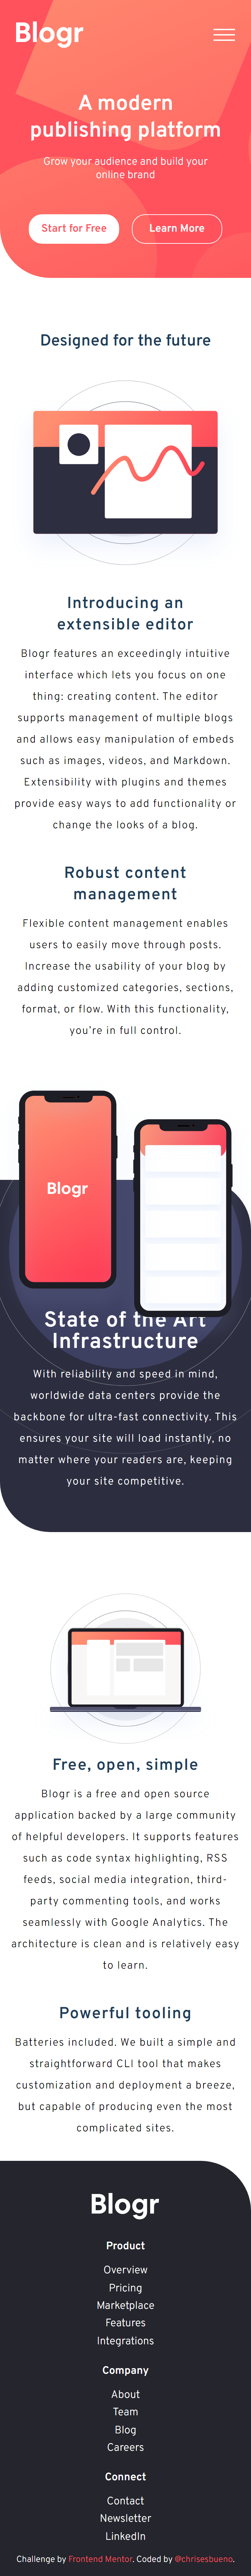 Blogr
A modern
publishing platform
Grow your audience and build your
online brand
Start for Free
Learn More
Designed for the future
Introducing an
extensible editor
Blogr features an exceedingly intuitive
interface which lets you focus on one
thing: creating content. The editor
supports management of multiple blogs
and allows easy manipulation of embeds
such as images, videos, and Markdown.
Extensibility with plugins and themes
provide easy ways to add functionality or
change the looks of a blog.
Robust content
management
Flexible content management enables
users to easily move through posts.
Increase the usability of your blog by
adding customized categories, sections,
format, or flow. With this functionality,
you’re in full control.
Blogr
State of the Art
Infrastructure
With reliability and speed in mind,
worldwide data centers provide the
backbone for ultra-fast connectivity. This
ensures your site will load instantly, no
matter where your readers are, keeping
your site competitive.
Free, open, simple
Blogr is a free and open source
application backed by a large community
of helpful developers. It supports features
such as code syntax highlighting, RSS
feeds, social media integration, third-
party commenting tools, and works
seamlessly with Google Analytics. The
architecture is clean and is relatively easy
to learn.
Powerful tooling
Batteries included. We built a simple and
straightforward CLI tool that makes
customization and deployment a breeze,
but capable of producing even the most
complicated sites.
Blogr
Product
Overview
Pricing
Marketplace
Features
Integrations
Company
About
Team
Blog
Careers
Connect
Contact
Newsletter
LinkedIn
Challenge by Frontend Mentor. Coded by @chrisesbueno.